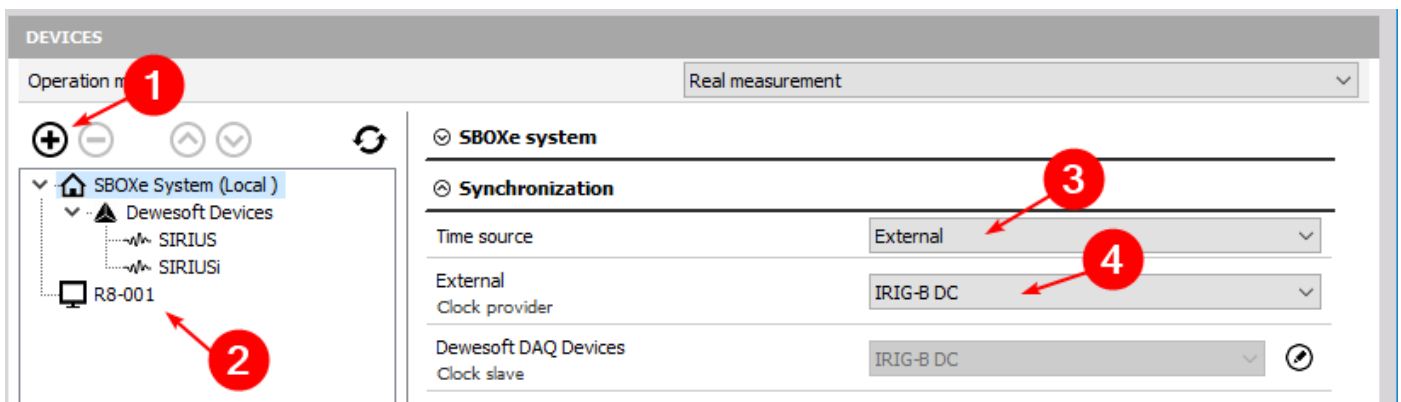 DEVICES
Operation m
1
Real measurement
SBOXe system
SBOXe System (Local )
Dewesoft Devices
SIRIUS
SIRIUSi
R8-001
2
Synchronization
3
Time source
External
4
External
Clock provider
IRIG-B DC
Dewesoft DAQ Devices
Clock slave
IRIG-B DC